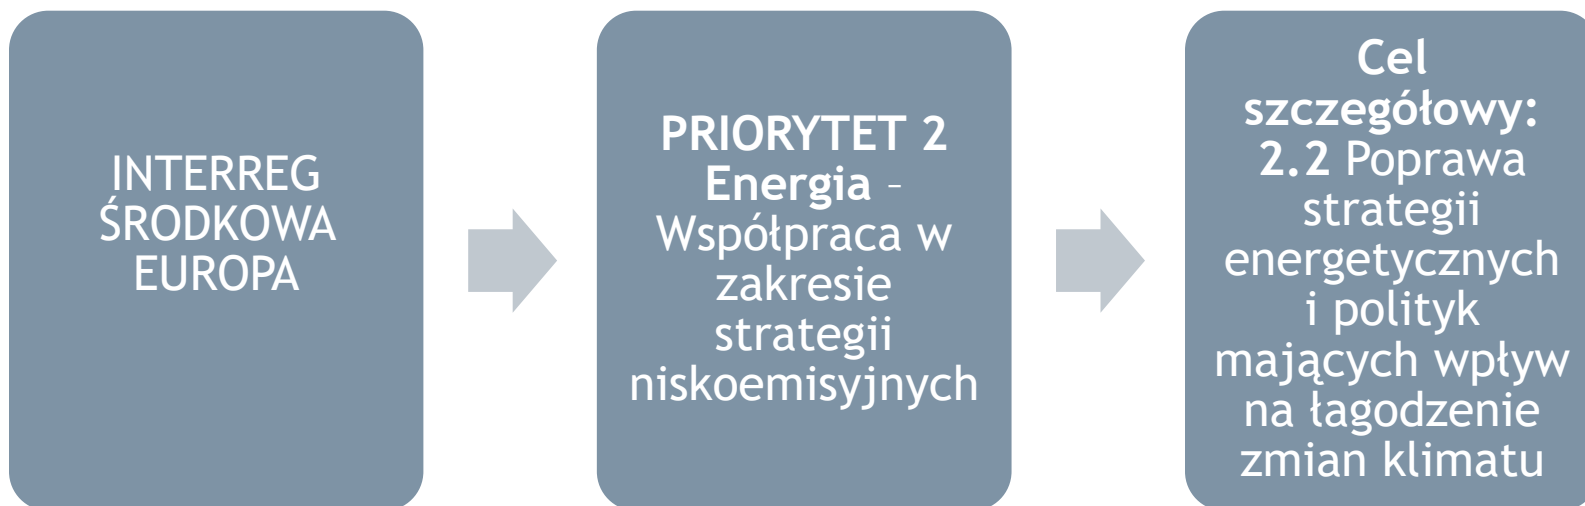 INTERREG
ŚRODKOWA
EUROPA
PRIORYTET 2
Energia –
Współpraca w
zakresie
strategii
niskoemisyjnych
Cel
szczegółowy:
2.2 Poprawa
strategii
energetycznych
i polityk
mających wpływ
na łagodzenie
zmian klimatu